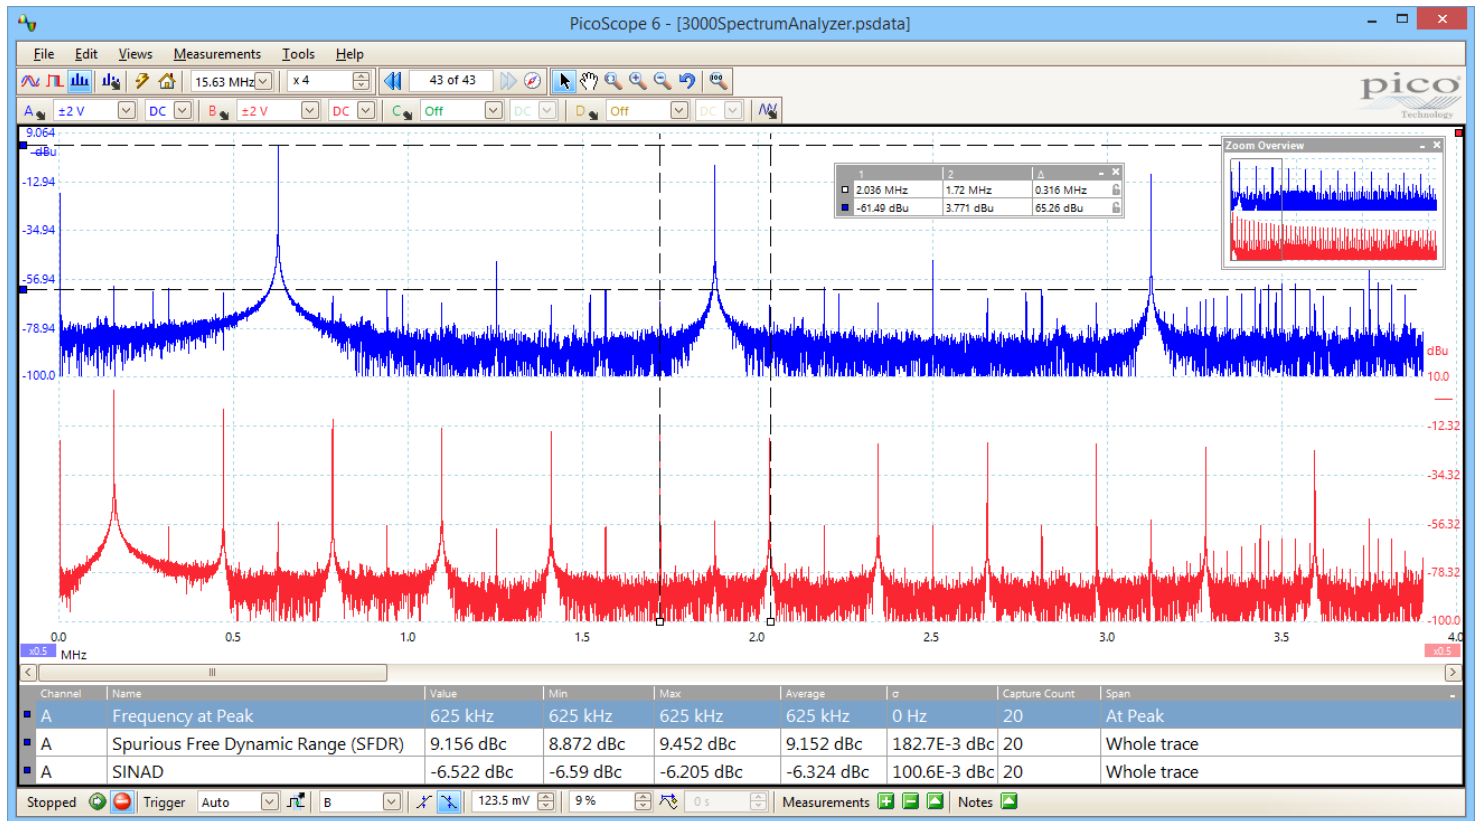 PicoScope 6 - [3000SpectrumAnalyzer.psdata]
File Edit Views Measurements Tools Help
15.63 MHz x 4 43 of 43
pico
Technology
A ±2 V DC B ±2 V DC C Off DC D Off DC
9.064
dBu
-12.94
-34.94
-56.94
-78.94
-100.0
1 2 Δ
2.036 MHz 1.72 MHz 0.316 MHz
-61.49 dBu 3.771 dBu 65.26 dBu
Zoom Overview
dBu
10.0
-12.32
-34.32
-56.32
-78.32
-100.0
0.0 0.5 1.0 1.5 2.0 2.5 3.0 3.5 4.0
x0.5 MHz x0.5
Channel Name Value Min Max Average σ Capture Count Span
A Frequency at Peak 625 kHz 625 kHz 625 kHz 625 kHz 0 Hz 20 At Peak
A Spurious Free Dynamic Range (SFDR) 9.156 dBc 8.872 dBc 9.452 dBc 9.152 dBc 182.7E-3 dBc 20 Whole trace
A SINAD -6.522 dBc -6.59 dBc -6.205 dBc -6.324 dBc 100.6E-3 dBc 20 Whole trace
Stopped Trigger Auto B 123.5 mV 9 % 0 s Measurements Notes